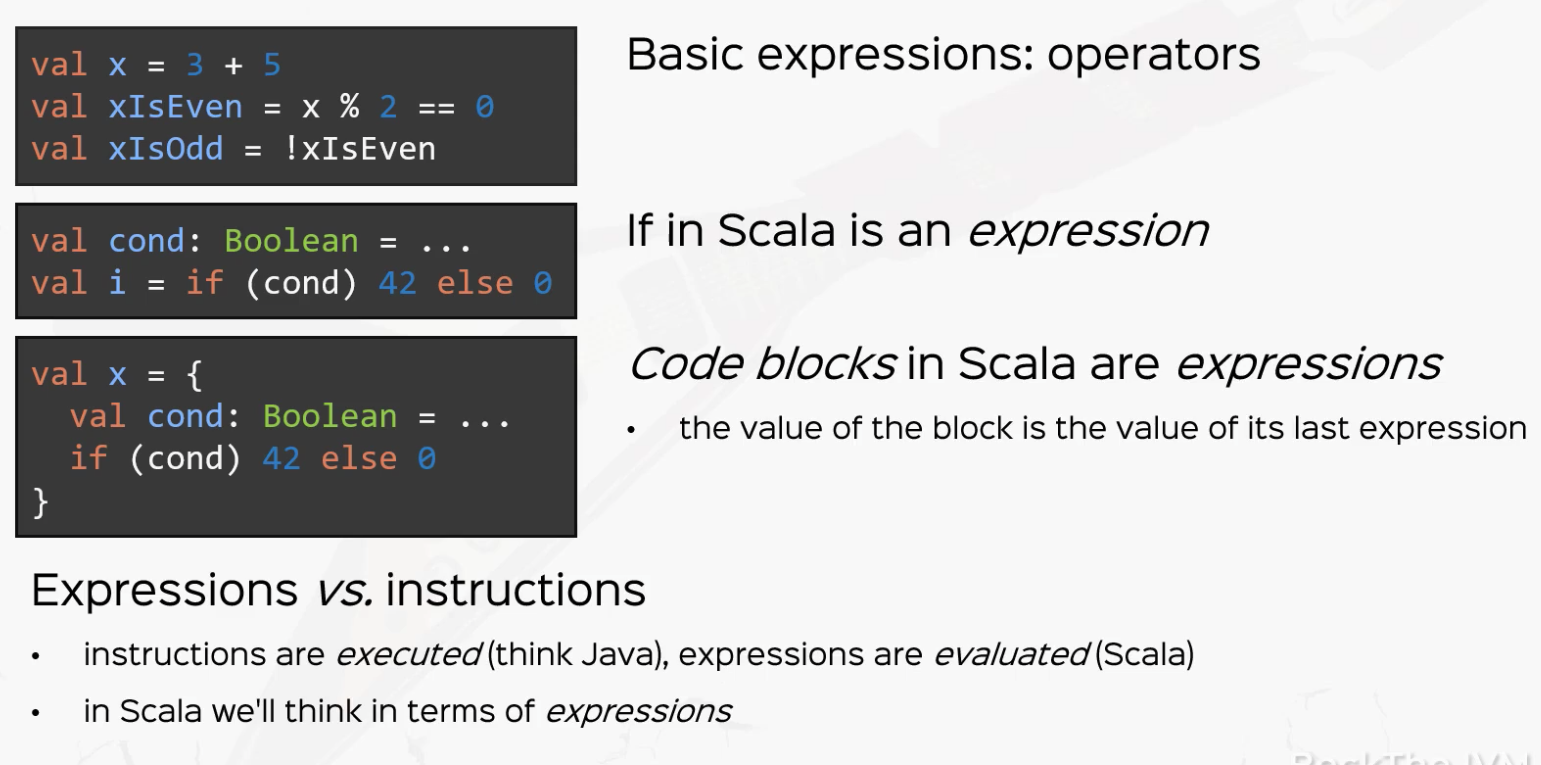 val x = 3 + 5
val xIsEven = x % 2 == 0
val xIsOdd = !xIsEven
Basic expressions: operators
val cond: Boolean = ...
val i = if (cond) 42 else 0
If in Scala is an expression
val x = {
  val cond: Boolean = ...
  if (cond) 42 else 0
}
Code blocks in Scala are expressions
• the value of the block is the value of its last expression
Expressions vs. instructions
• instructions are executed (think Java), expressions are evaluated (Scala)
• in Scala we'll think in terms of expressions